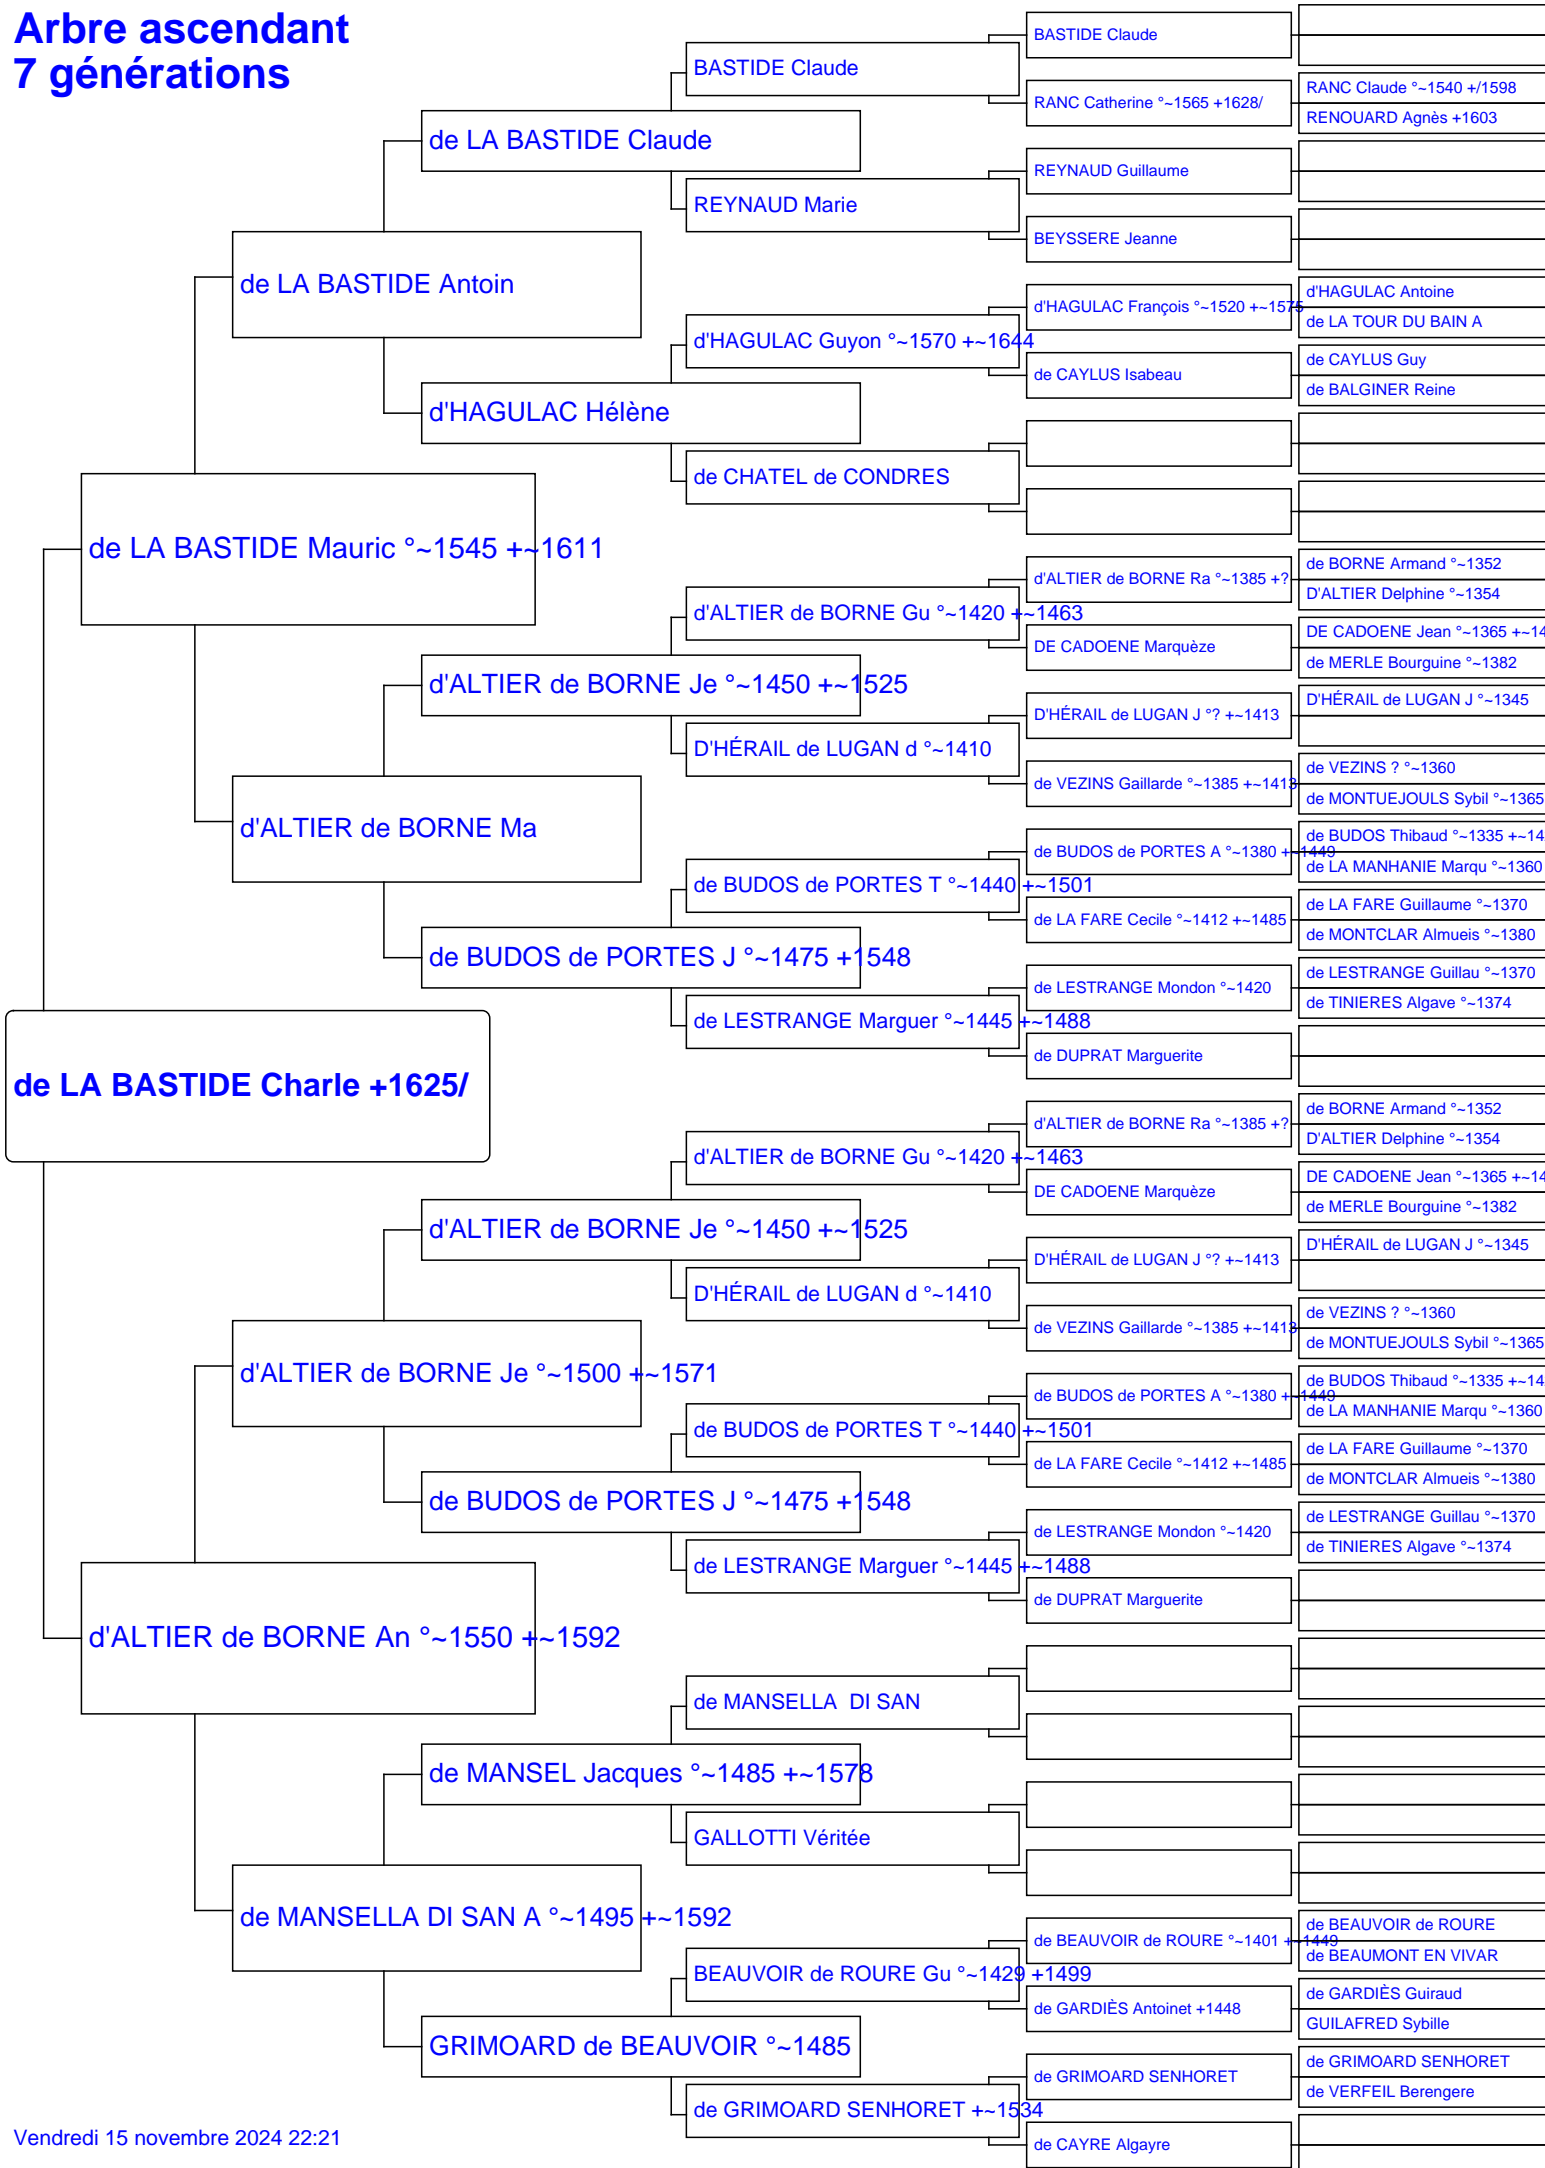 Arbre ascendant
7 générations
de LA BASTIDE Charle +1625/
de LA BASTIDE Mauric °~1545 +~1611
d'ALTIER de BORNE An °~1550 +~1592
de LA BASTIDE Antoin
d'ALTIER de BORNE Ma
d'ALTIER de BORNE Je °~1500 +~1571
de MANSELLA DI SAN A °~1495 +~1592
de LA BASTIDE Claude
d'HAGULAC Hélène
d'ALTIER de BORNE Je °~1450 +~1525
de BUDOS de PORTES J °~1475 +1548
d'ALTIER de BORNE Je °~1450 +~1525
de BUDOS de PORTES J °~1475 +1548
de MANSEL Jacques °~1485 +~1578
GRIMOARD de BEAUVOIR °~1485
BASTIDE Claude
REYNAUD Marie
d'HAGULAC Guyon °~1570 +~1644
de CHATEL de CONDRES
d'ALTIER de BORNE Gu °~1420 +~1463
D'HÉRAIL de LUGAN d °~1410
de BUDOS de PORTES T °~1440 +~1501
de LESTRANGE Marguer °~1445 +~1488
d'ALTIER de BORNE Gu °~1420 +~1463
D'HÉRAIL de LUGAN d °~1410
de BUDOS de PORTES T °~1440 +~1501
de LESTRANGE Marguer °~1445 +~1488
de MANSELLA  DI SAN
GALLOTTI Véritée
BEAUVOIR de ROURE Gu °~1429 +1499
de GRIMOARD SENHORET +~1534
BASTIDE Claude
RANC Catherine °~1565 +1628/
REYNAUD Guillaume
BEYSSERE Jeanne
d'HAGULAC François °~1520 +~1575
de CAYLUS Isabeau
d'ALTIER de BORNE Ra °~1385 +?
DE CADOENE Marquèze
D'HÉRAIL de LUGAN J °? +~1413
de VEZINS Gaillarde °~1385 +~1413
de BUDOS de PORTES A °~1380 +~1449
de LA FARE Cecile °~1412 +~1485
de LESTRANGE Mondon °~1420
de DUPRAT Marguerite
d'ALTIER de BORNE Ra °~1385 +?
DE CADOENE Marquèze
D'HÉRAIL de LUGAN J °? +~1413
de VEZINS Gaillarde °~1385 +~1413
de BUDOS de PORTES A °~1380 +~1449
de LA FARE Cecile °~1412 +~1485
de LESTRANGE Mondon °~1420
de DUPRAT Marguerite
de BEAUVOIR de ROURE °~1401 +~1449
de GARDIÈS Antoinet +1448
de GRIMOARD SENHORET
de CAYRE Algayre
RANC Claude °~1540 +/1598
RENOUARD Agnès +1603
d'HAGULAC Antoine
de LA TOUR DU BAIN A
de CAYLUS Guy
de BALGINER Reine
de BORNE Armand °~1352
D'ALTIER Delphine °~1354
DE CADOENE Jean °~1365 +~14
de MERLE Bourguine °~1382
D'HÉRAIL de LUGAN J °~1345
de VEZINS ? °~1360
de MONTUEJOULS Sybil °~1365
de BUDOS Thibaud °~1335 +~14
de LA MANHANIE Marqu °~1360
de LA FARE Guillaume °~1370
de MONTCLAR Almueis °~1380
de LESTRANGE Guillau °~1370
de TINIERES Algave °~1374
de BORNE Armand °~1352
D'ALTIER Delphine °~1354
DE CADOENE Jean °~1365 +~14
de MERLE Bourguine °~1382
D'HÉRAIL de LUGAN J °~1345
de VEZINS ? °~1360
de MONTUEJOULS Sybil °~1365
de BUDOS Thibaud °~1335 +~14
de LA MANHANIE Marqu °~1360
de LA FARE Guillaume °~1370
de MONTCLAR Almueis °~1380
de LESTRANGE Guillau °~1370
de TINIERES Algave °~1374
de BEAUVOIR de ROURE
de BEAUMONT EN VIVAR
de GARDIÈS Guiraud
GUILAFRED Sybille
de GRIMOARD SENHORET
de VERFEIL Berengere
Vendredi 15 novembre 2024 22:21